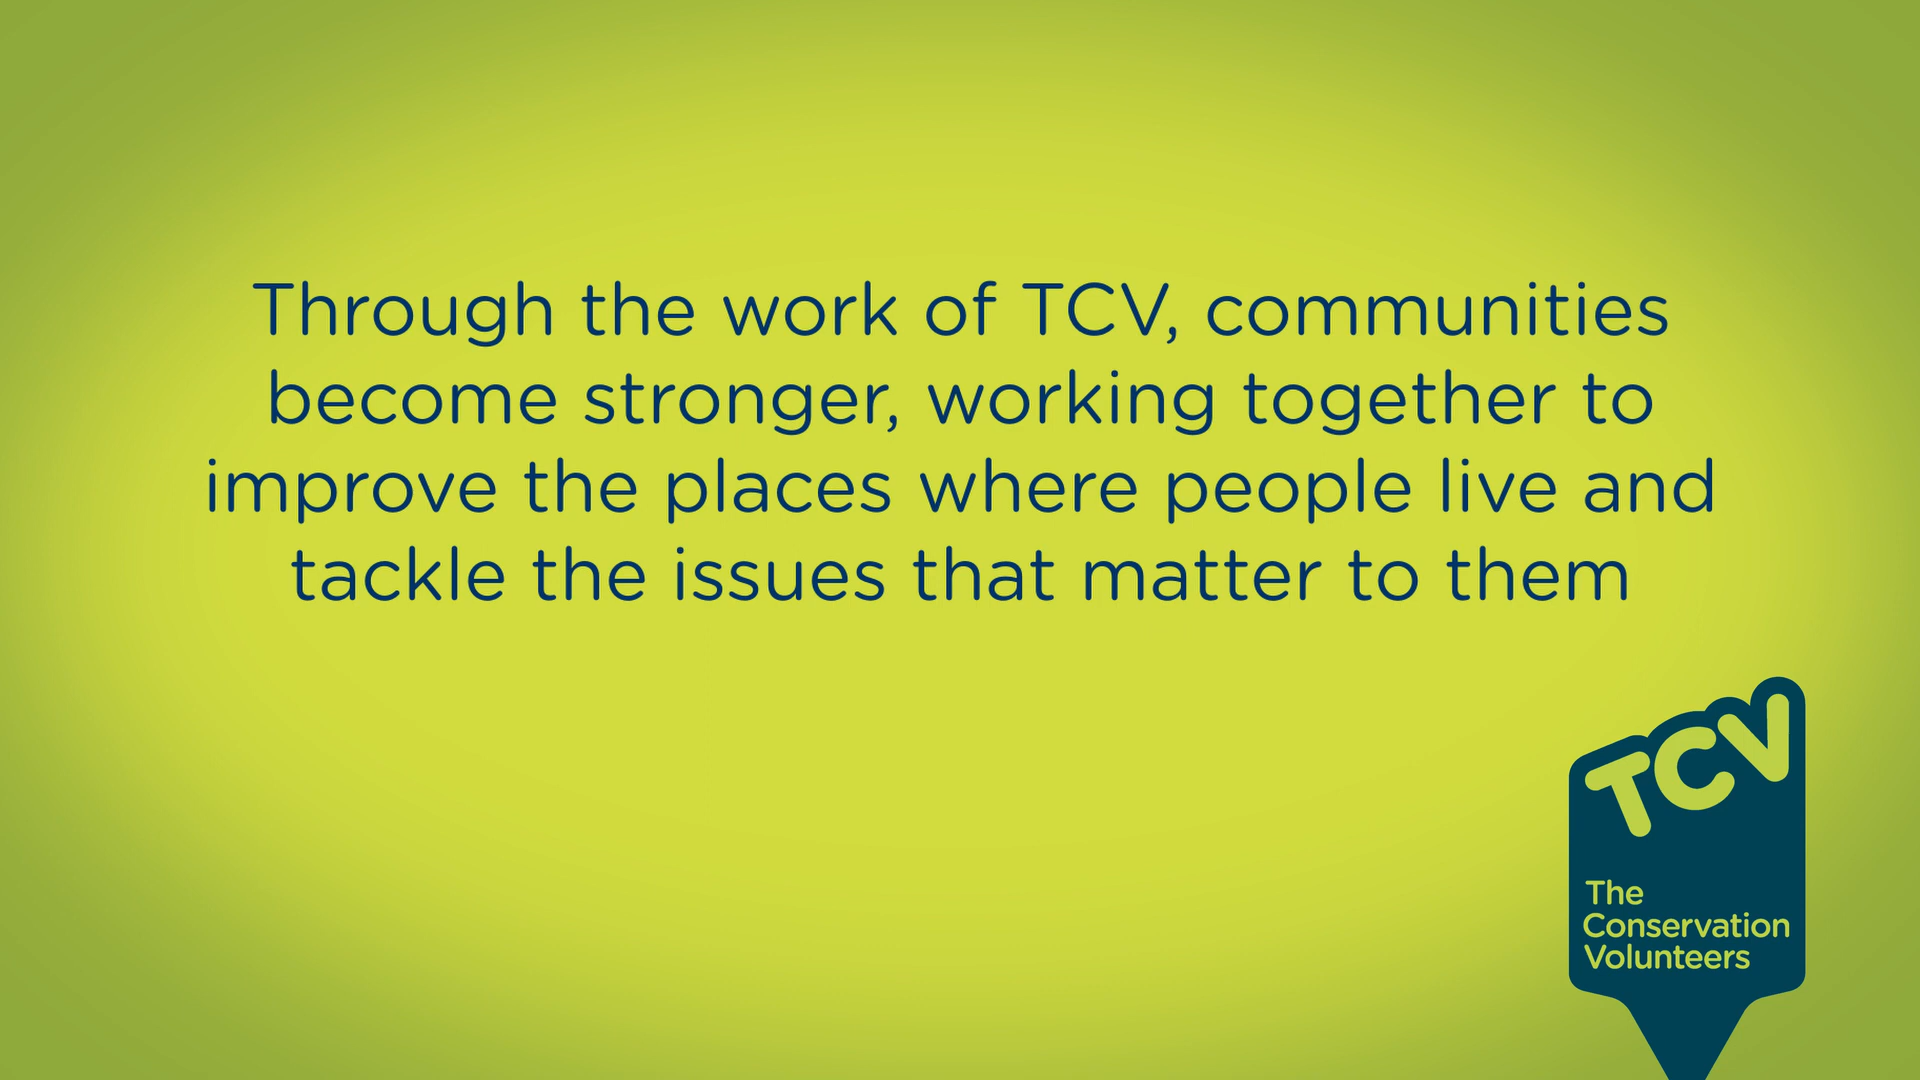 Through the work of TCV, communities
become stronger, working together to
improve the places where people live and
tackle the issues that matter to them
TCV
The
Conservation
Volunteers